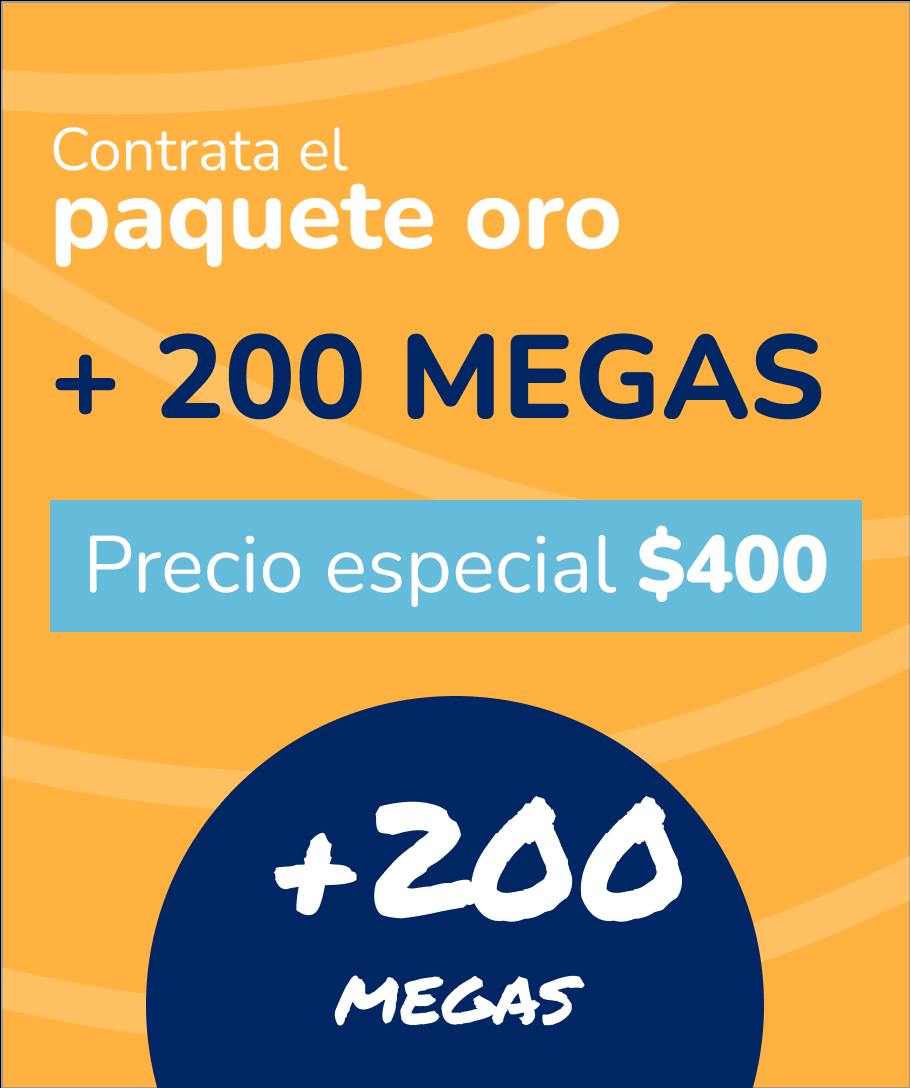 Contrata el
paquete oro
+ 200 MEGAS
Precio especial $400
+200
MEGAS